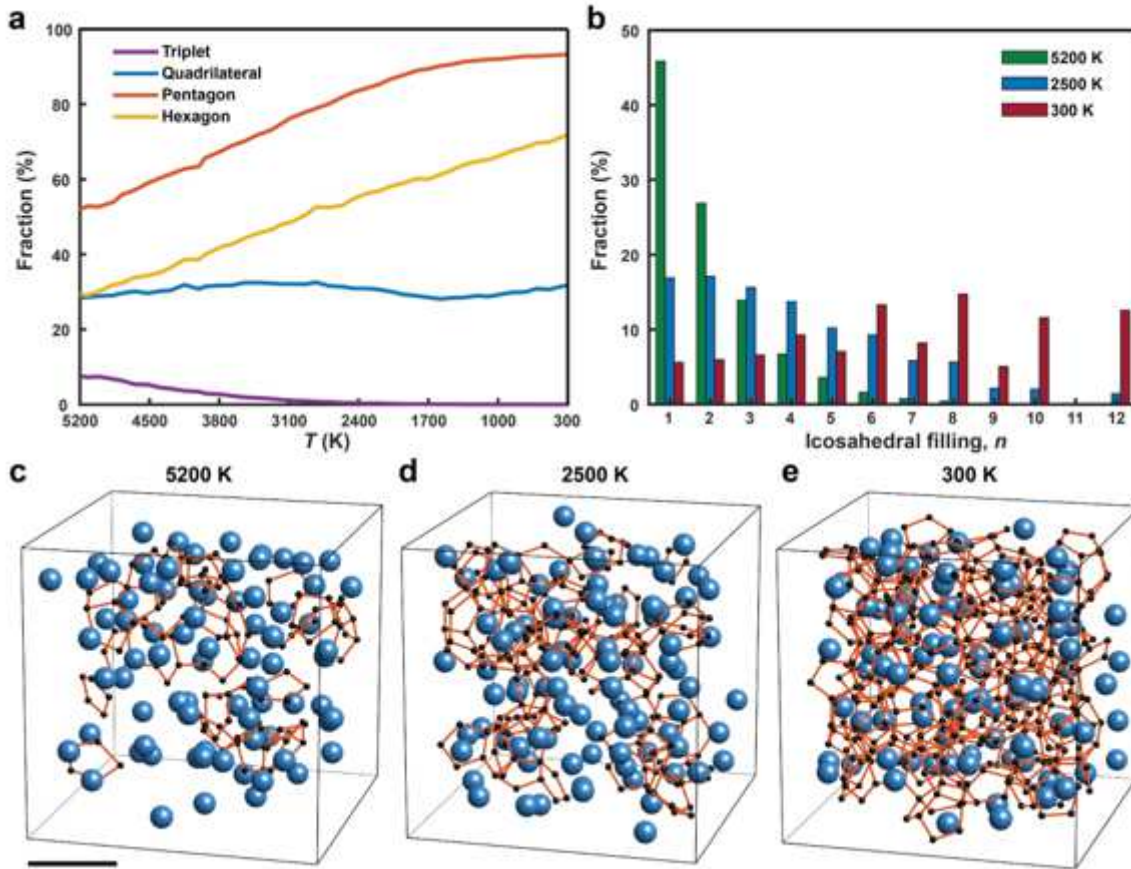 a
100
80
60
40
20
0
Fraction (%)
Triplet
Quadrilateral
Pentagon
Hexagon
5200 4500 3800 3100 2400 1700 1000 300
T (K)
b
50
40
30
20
10
0
Fraction (%)
5200 K
2500 K
300 K
1 2 3 4 5 6 7 8 9 10 11 12
Icosahedral filling, n
c 5200 K
d 2500 K
e 300 K